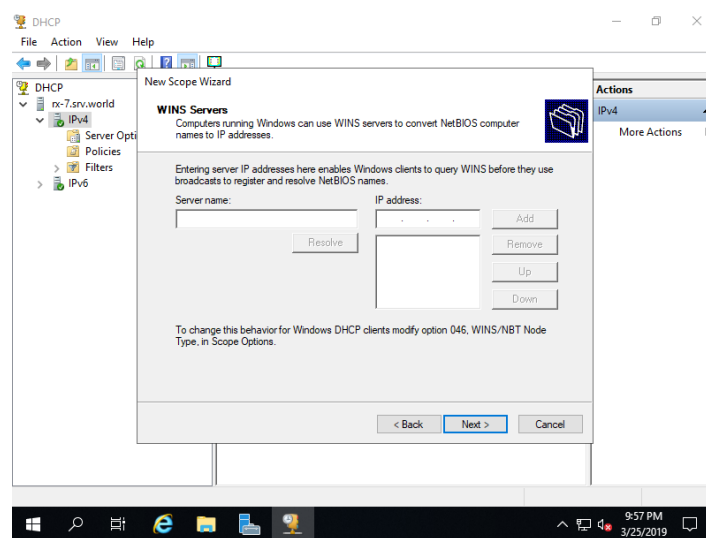 DHCP
File Action View Help
DHCP
rx-7.srv.world
IPv4
Server Opti
Policies
Filters
IPv6
New Scope Wizard
WINS Servers
Computers running Windows can use WINS servers to convert NetBIOS computer
names to IP addresses.
Entering server IP addresses here enables Windows clients to query WINS before they use
broadcasts to register and resolve NetBIOS names.
Server name:
IP address:
. . .
Add
Resolve
Remove
Up
Down
To change this behavior for Windows DHCP clients modify option 046, WINS/NBT Node
Type, in Scope Options.
< Back
Next >
Cancel
Actions
IPv4
More Actions
9:57 PM
3/25/2019